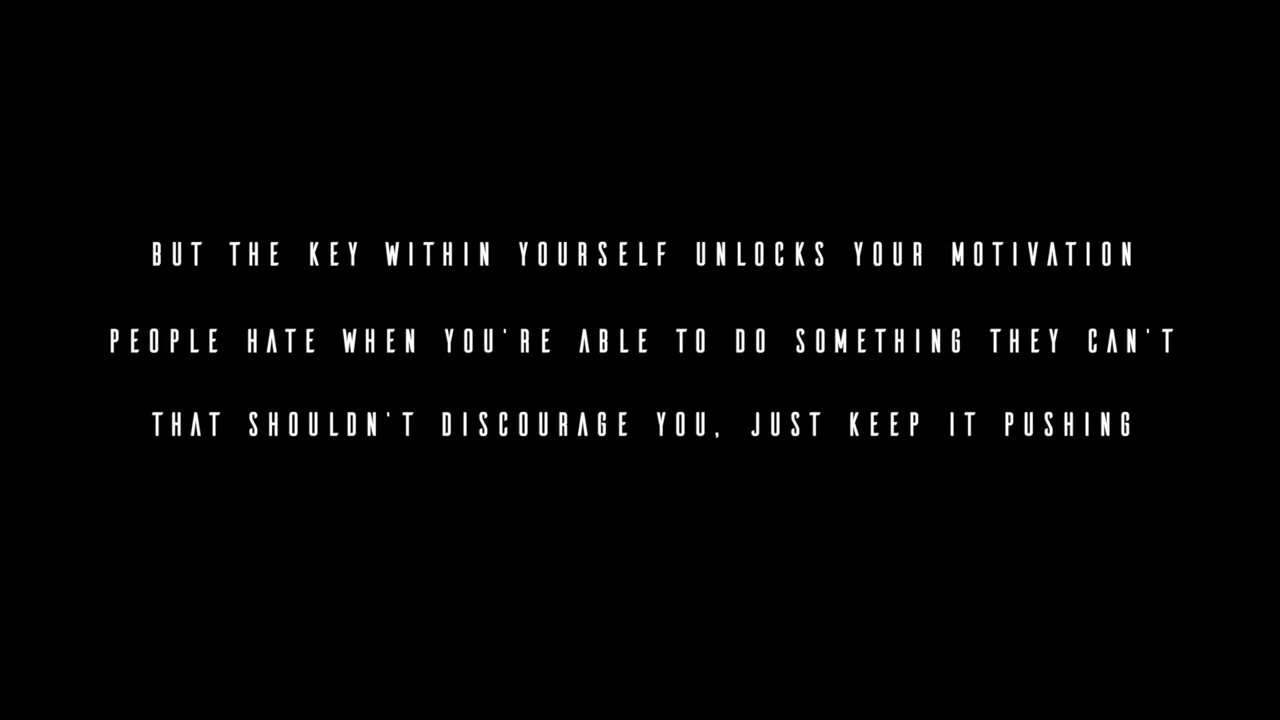 BUT THE KEY WITHIN YOURSELF UNLOCKS YOUR MOTIVATION
PEOPLE HATE WHEN YOU'RE ABLE TO DO SOMETHING THEY CAN'T
THAT SHOULDN'T DISCOURAGE YOU, JUST KEEP IT PUSHING